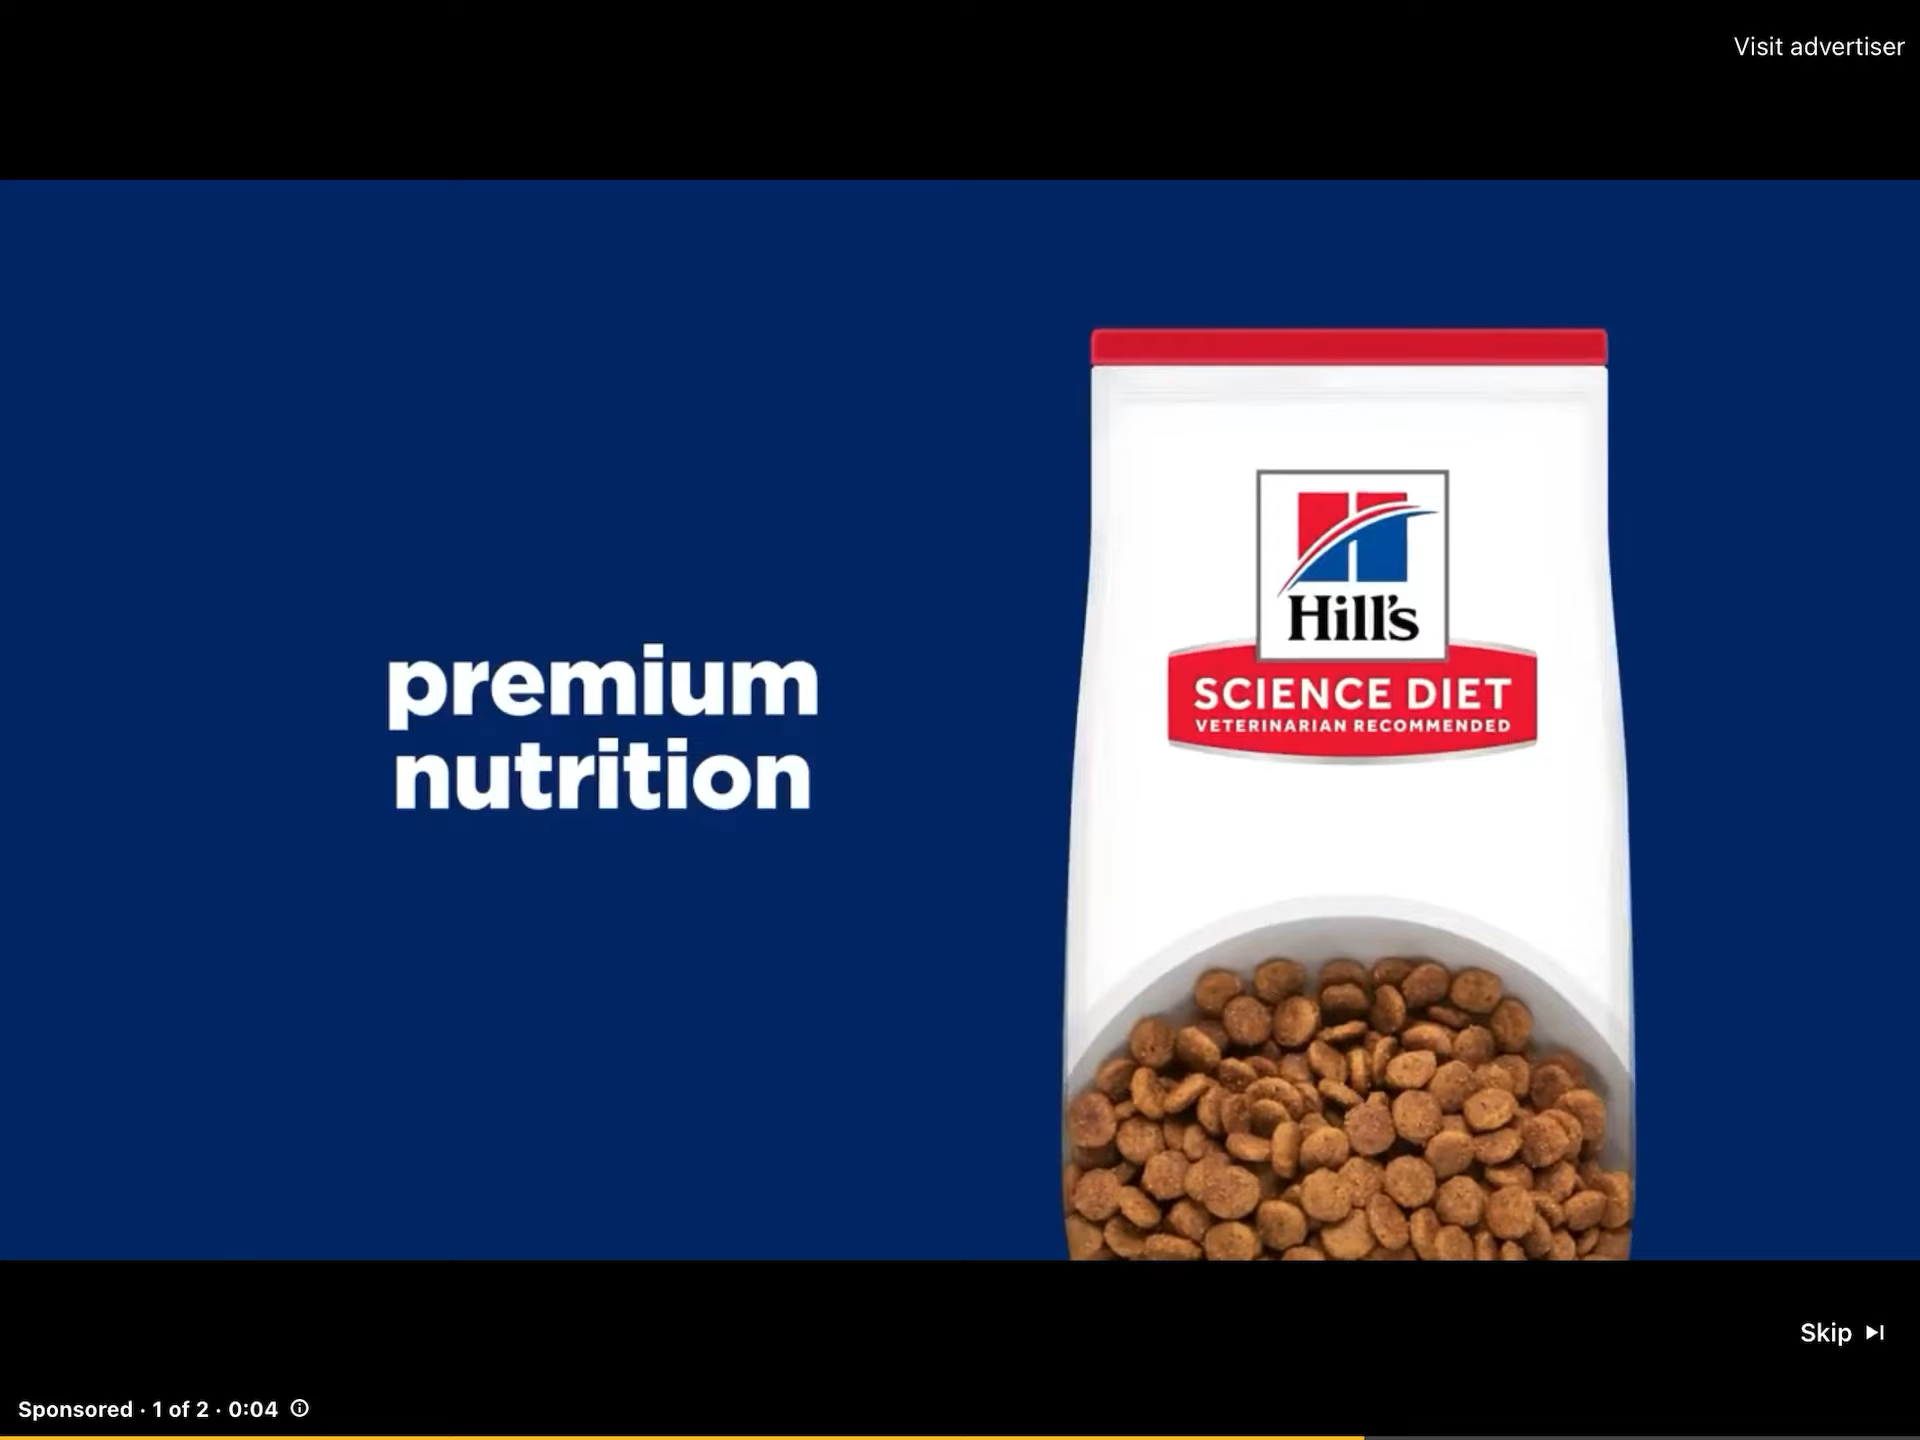 Visit advertiser
premium
nutrition
Hill's
SCIENCE DIET
VETERINARIAN RECOMMENDED
Skip
Sponsored · 1 of 2 · 0:04